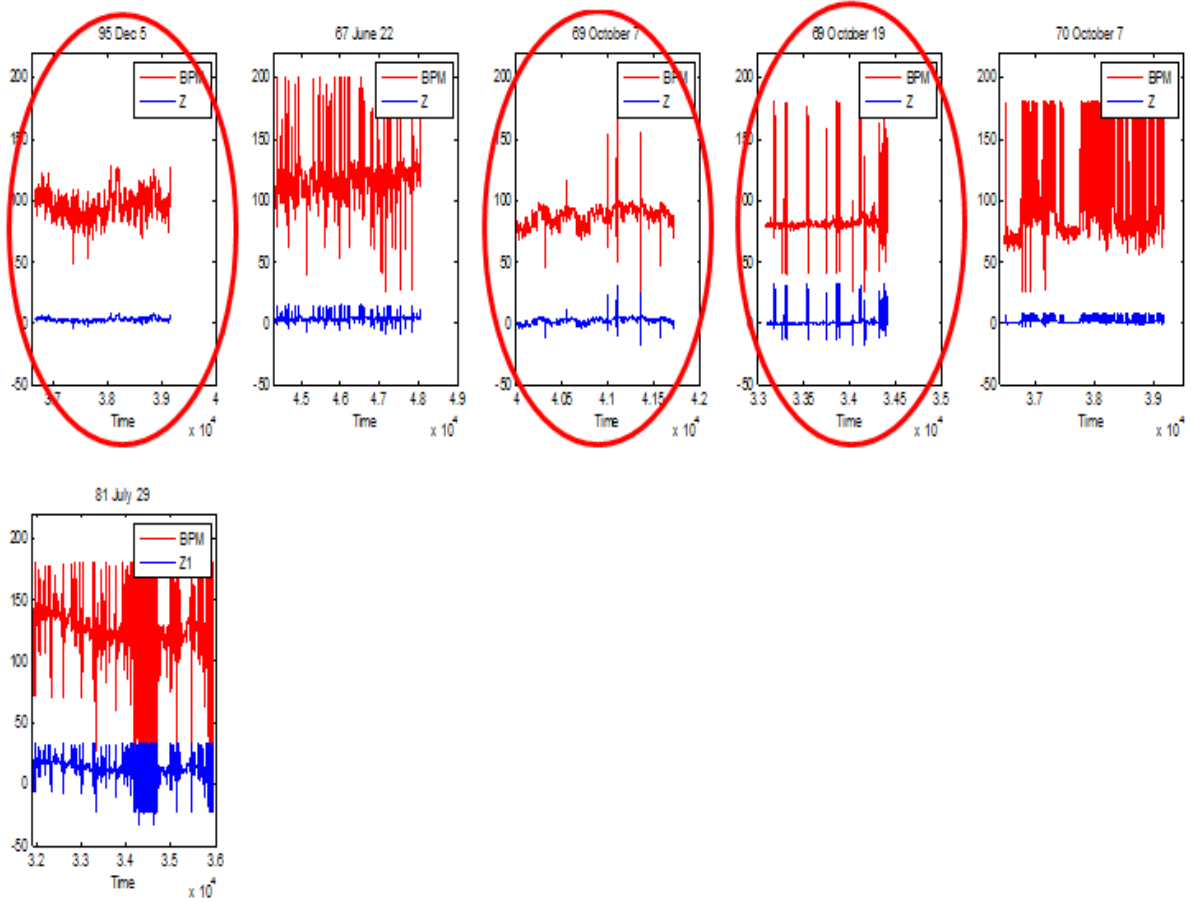 95 Dec 5
200
150
100
50
0
-50
BPM
Z
3.7 3.8 3.9 4
Time
x 10^4
67 June 22
200
150
100
50
0
-50
BPM
Z
4.5 4.6 4.7 4.8 4.9
Time
x 10^4
69 October 7
200
150
100
50
0
-50
BPM
Z
4 4.05 4.1 4.15 4.2
Time
x 10^4
69 October 19
200
150
100
50
0
-50
BPM
Z
3.3 3.35 3.4 3.45 3.5
Time
x 10^4
70 October 7
200
150
100
50
0
-50
BPM
Z
3.7 3.8 3.9
Time
x 10^4
81 July 29
200
150
100
50
0
-50
BPM
Z1
3.2 3.3 3.4 3.5 3.6
Time
x 10^4